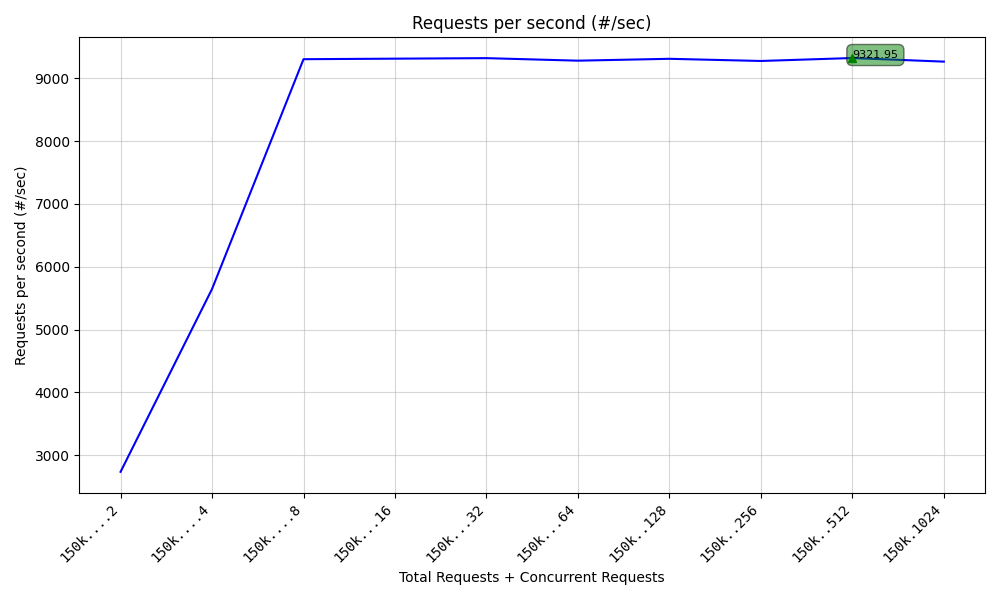 Requests per second (#/sec)
9321.95
9000
8000
7000
6000
5000
4000
3000
Requests per second (#/sec)
150k....2
150k....4
150k....8
150k...16
150k...32
150k...64
150k..128
150k..256
150k..512
150k.1024
Total Requests + Concurrent Requests